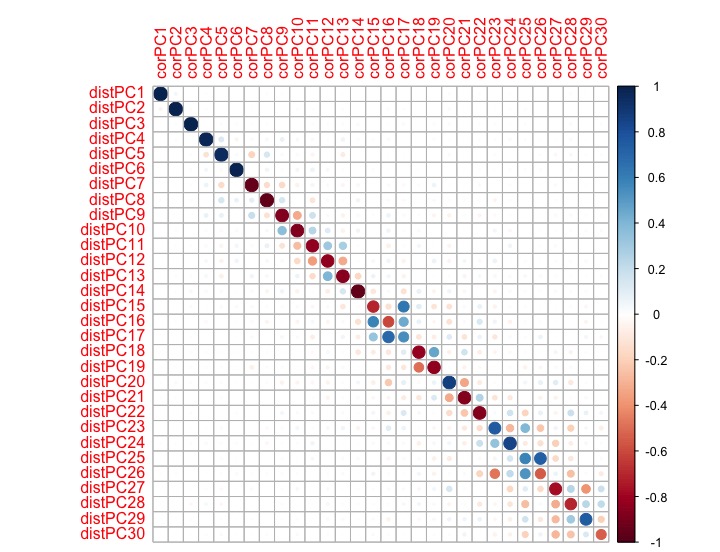 corPC1 corPC2 corPC3 corPC4 corPC5 corPC6 corPC7 corPC8 corPC9 corPC10 corPC11 corPC12 corPC13 corPC14 corPC15 corPC16 corPC17 corPC18 corPC19 corPC20 corPC21 corPC22 corPC23 corPC24 corPC25 corPC26 corPC27 corPC28 corPC29 corPC30
distPC1
distPC2
distPC3
distPC4
distPC5
distPC6
distPC7
distPC8
distPC9
distPC10
distPC11
distPC12
distPC13
distPC14
distPC15
distPC16
distPC17
distPC18
distPC19
distPC20
distPC21
distPC22
distPC23
distPC24
distPC25
distPC26
distPC27
distPC28
distPC29
distPC30
1
0.8
0.6
0.4
0.2
0
-0.2
-0.4
-0.6
-0.8
-1